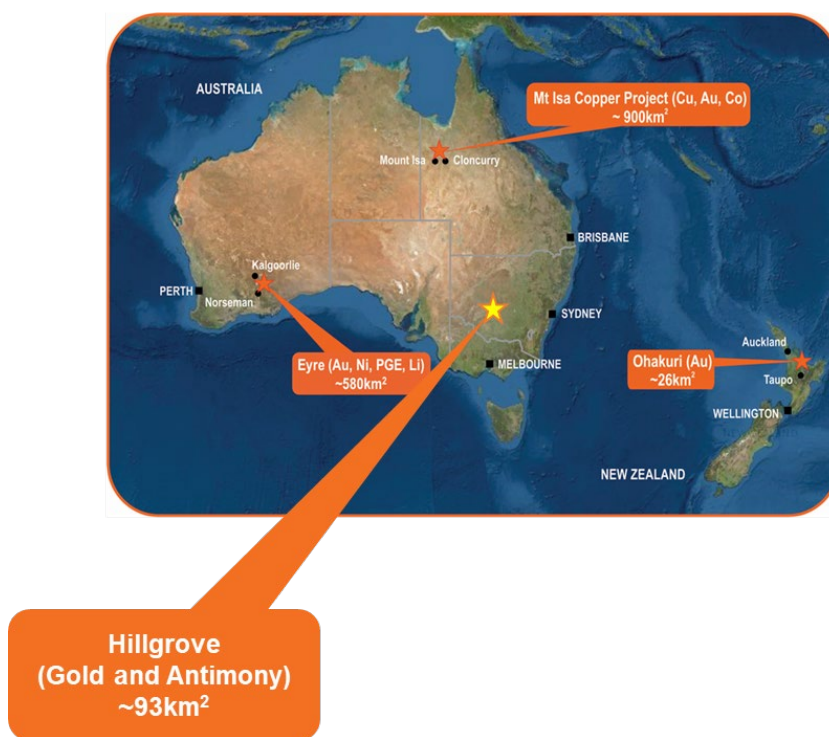 AUSTRALIA
Mt Isa Copper Project (Cu, Au, Co)
~ 900km²
Mount Isa
Cloncurry
BRISBANE
Kalgoorlie
PERTH
Norseman
SYDNEY
Eyre (Au, Ni, PGE, Li)
~580km²
MELBOURNE
Auckland
Ohakuri (Au)
~26km²
Taupo
WELLINGTON
NEW ZEALAND
Hillgrove
(Gold and Antimony)
~93km²